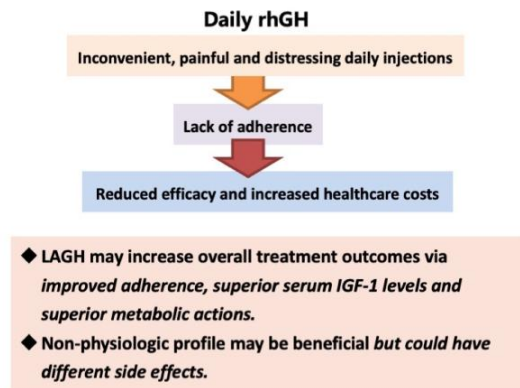 Daily rhGH
Inconvenient, painful and distressing daily injections
Lack of adherence
Reduced efficacy and increased healthcare costs
◆ LAGH may increase overall treatment outcomes via
improved adherence, superior serum IGF-1 levels and
superior metabolic actions.
◆ Non-physiologic profile may be beneficial but could have
different side effects.